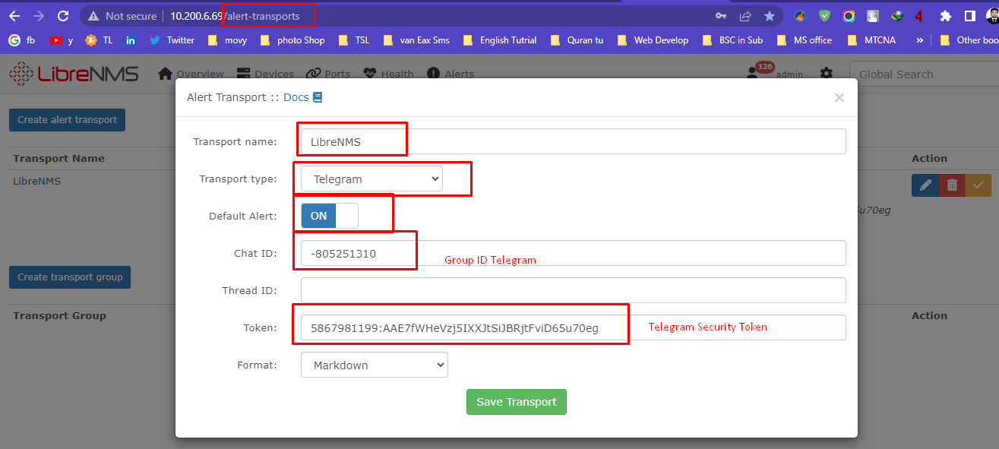 Not secure 10.200.6.69/alert-transports
fb y TL Twitter movy photo Shop TSL van Eax Sms English Tutrial Quran tu Web Develop BSC in Sub MS office MTCNA » Other boo
LibreNMS Overview Devices Ports Health Alerts 126 admin Global Search
Alert Transport :: Docs ×
Create alert transport
Transport name: LibreNMS
Transport Name Action
Transport type: Telegram
LibreNMS
Default Alert: ON
5u70eg
Chat ID: -805251310
Group ID Telegram
Create transport group
Thread ID:
Transport Group Action
Token: 5867981199:AAE7fWHeVzj5IXXJtSiJBRjtFviD65u70eg Telegram Security Token
Format: Markdown
Save Transport